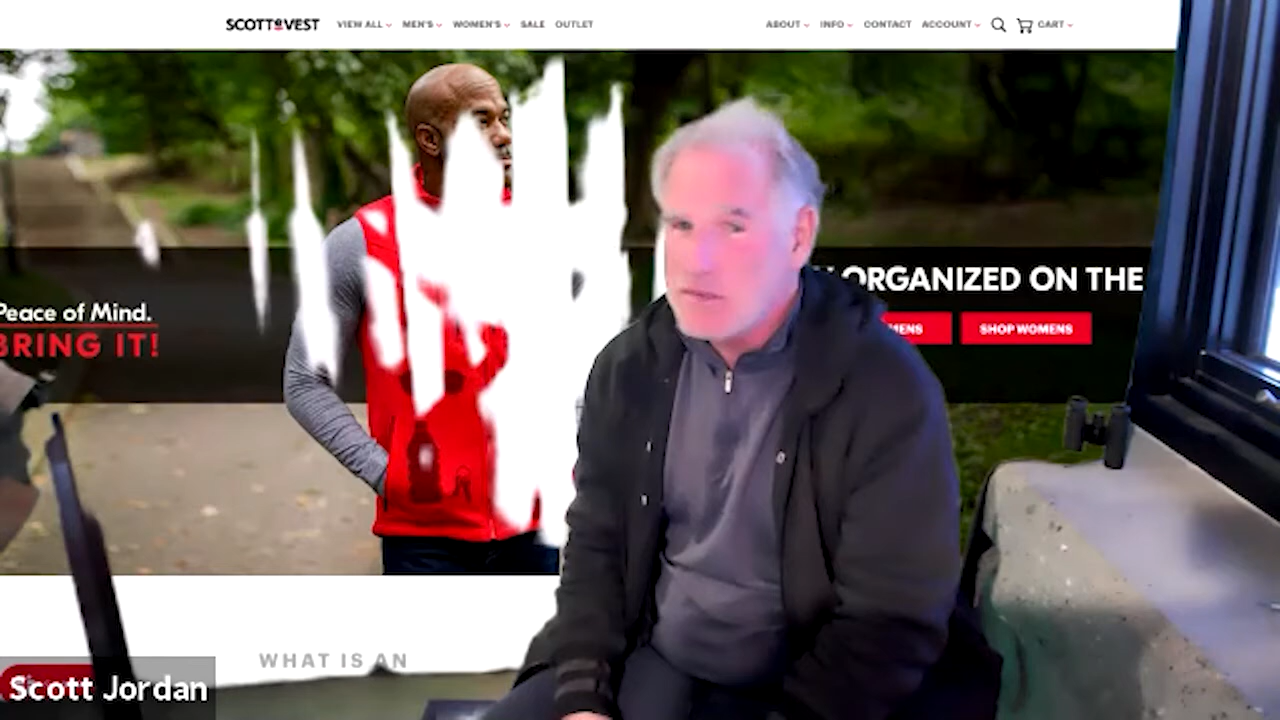 SCOTTeVEST VIEW ALL MEN'S WOMEN'S SALE OUTLET ABOUT INFO CONTACT ACCOUNT CART
ORGANIZED ON THE
Peace of Mind.
BRING IT!
SHOP WOMENS
WHAT IS AN
Scott Jordan